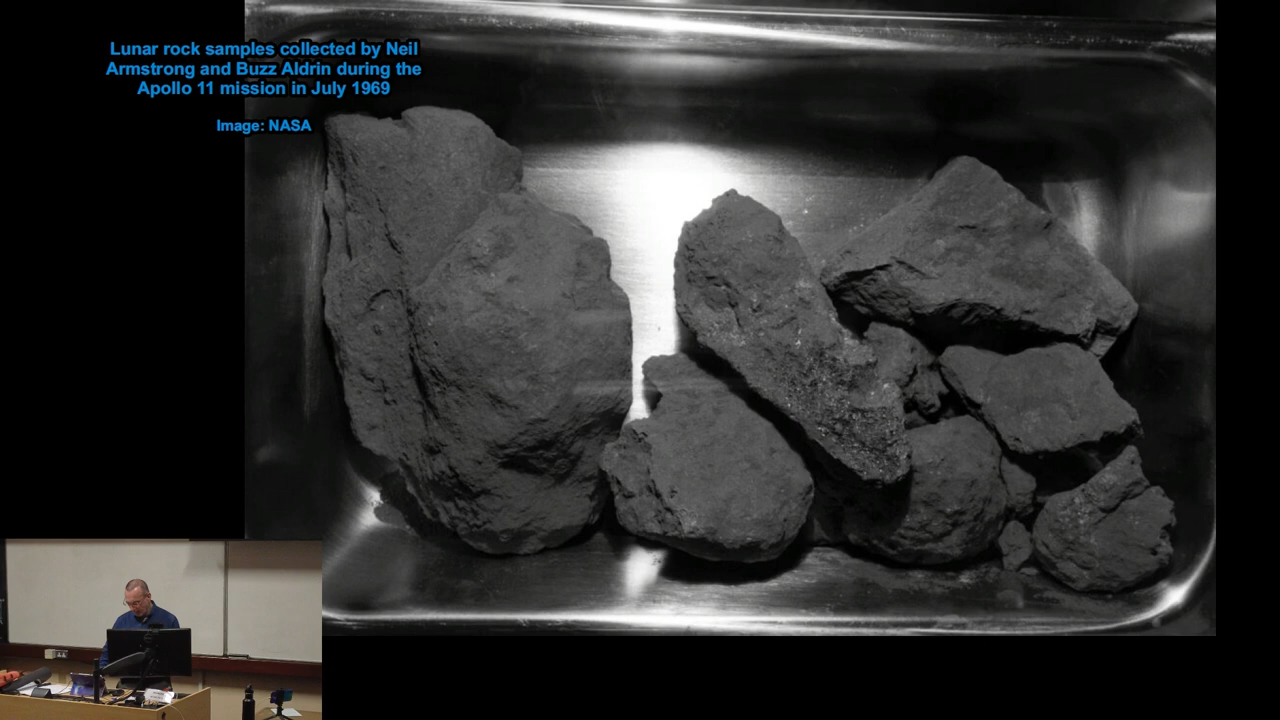 Lunar rock samples collected by Neil
Armstrong and Buzz Aldrin during the
Apollo 11 mission in July 1969
Image: NASA